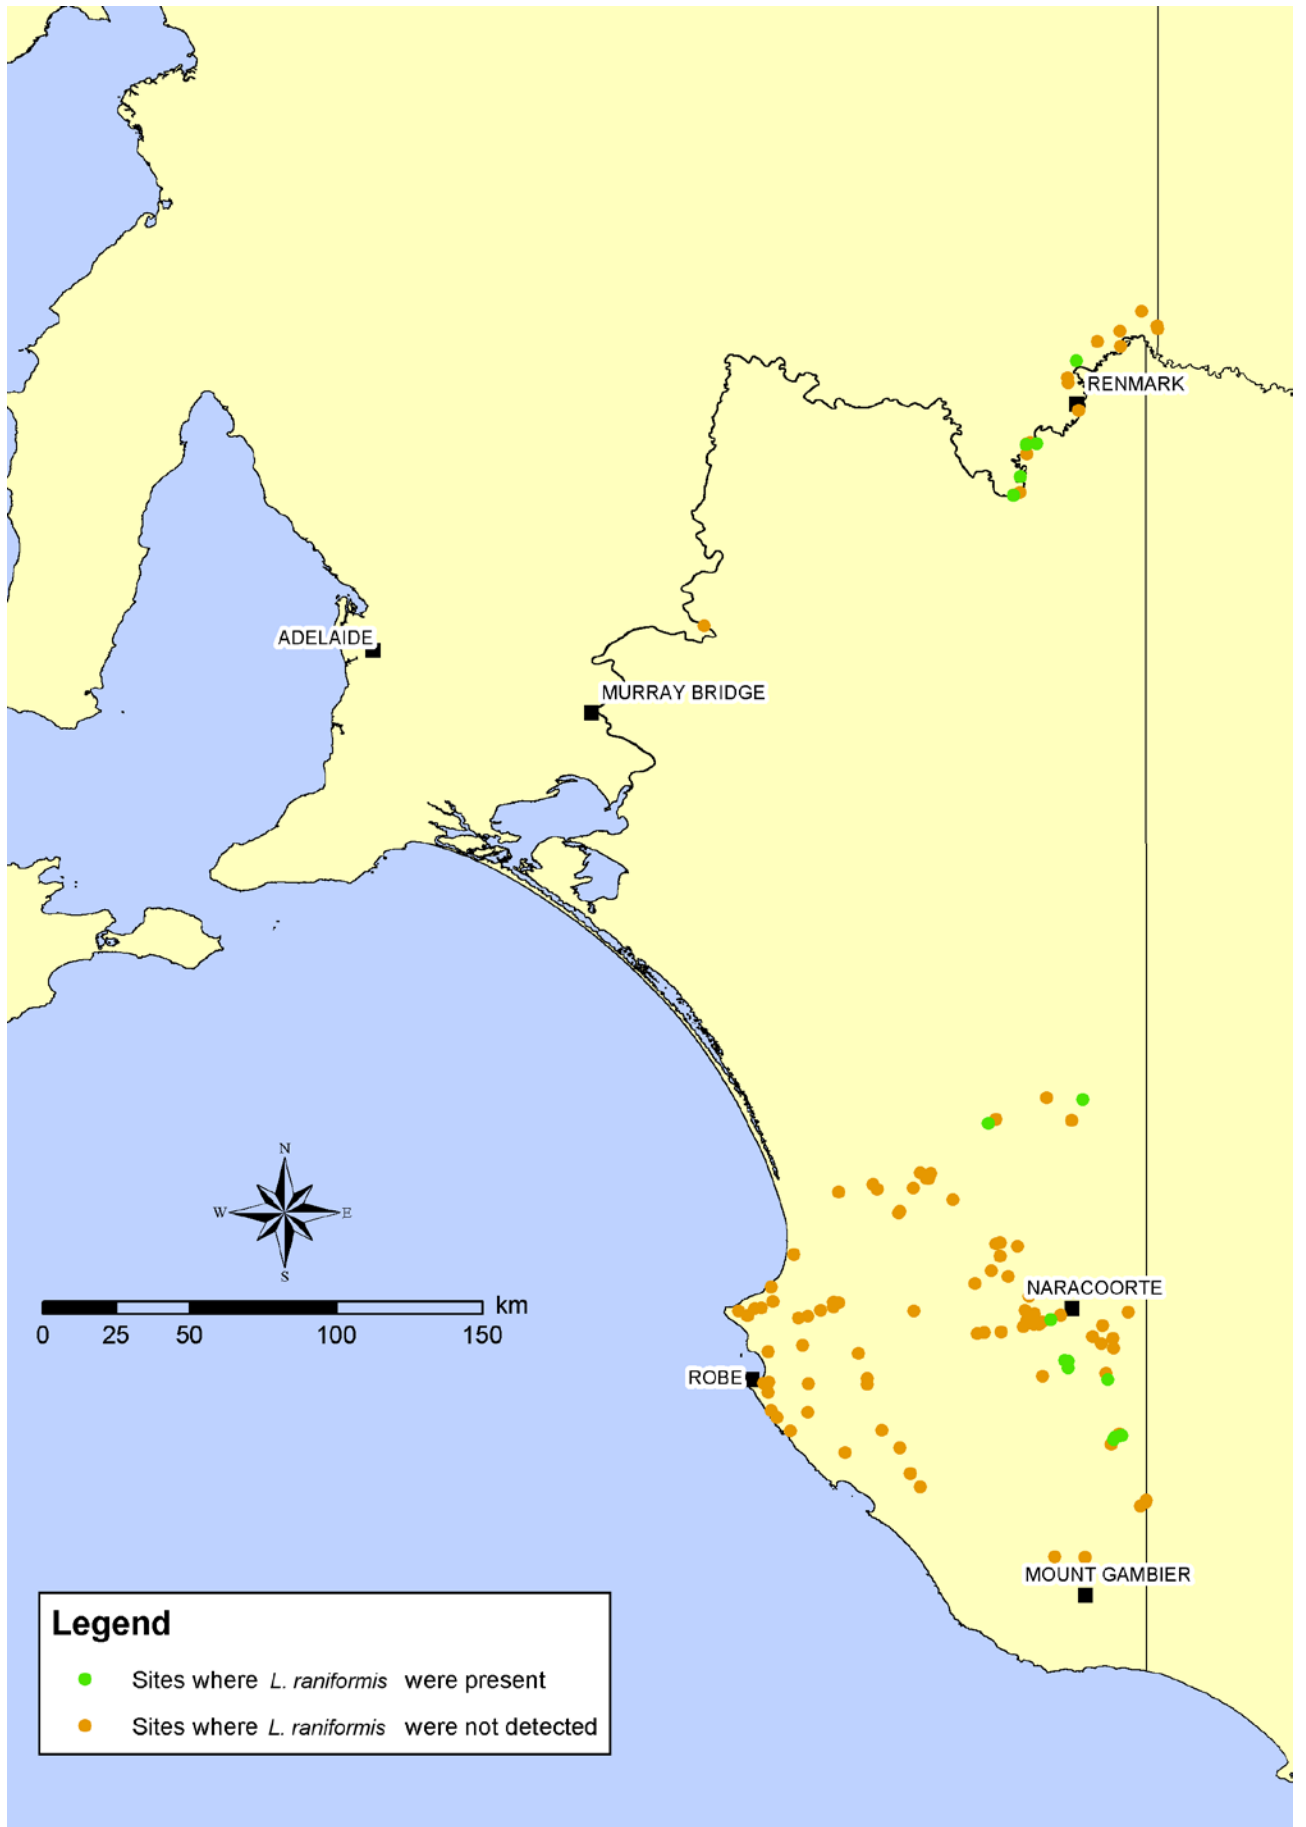 RENMARK
ADELAIDE
MURRAY BRIDGE
N
W E
S
km
0 25 50 100 150
NARACOORTE
ROBE
MOUNT GAMBIER
Legend
Sites where L. raniformis were present
Sites where L. raniformis were not detected